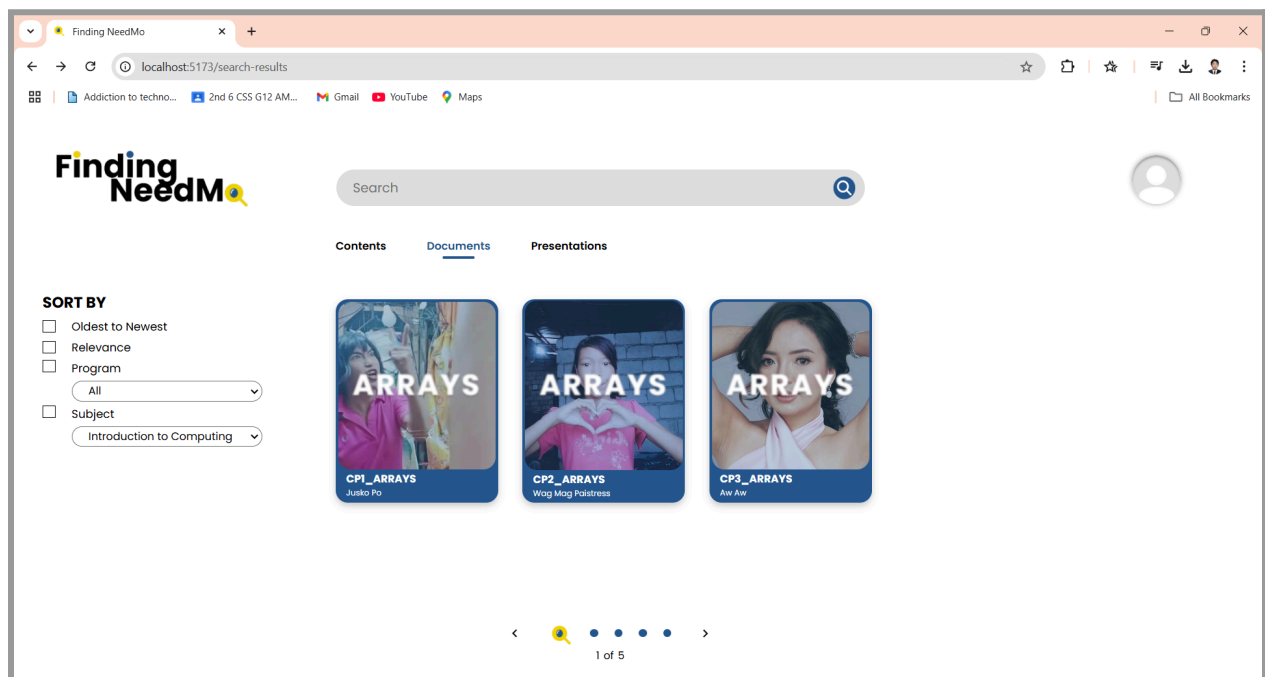 Finding NeedMo
localhost:5173/search-results
Addiction to techno...
2nd 6 CSS G12 AM...
Gmail
YouTube
Maps
All Bookmarks
Finding
NeedMo
Search
Contents
Documents
Presentations
SORT BY
Oldest to Newest
Relevance
Program
All
Subject
Introduction to Computing
ARRAYS
CP1_ARRAYS
Jusko Po
ARRAYS
CP2_ARRAYS
Wag Mag Paistress
ARRAYS
CP3_ARRAYS
Aw Aw
1 of 5